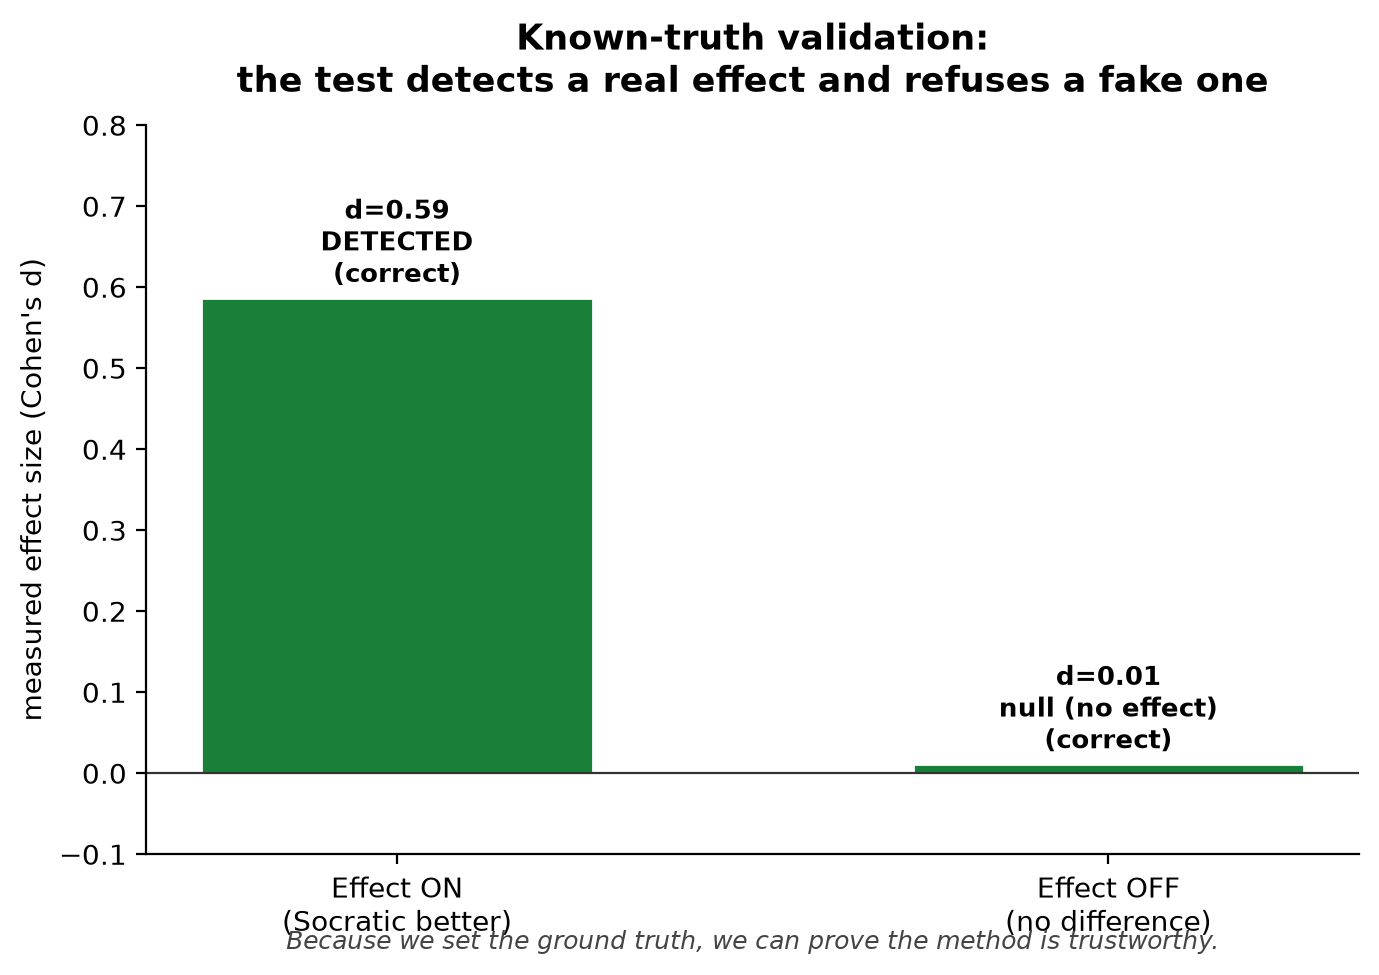 Known-truth validation:
the test detects a real effect and refuses a fake one
measured effect size (Cohen's d)
0.8
0.7
0.6
0.5
0.4
0.3
0.2
0.1
0.0
−0.1
d=0.59
DETECTED
(correct)
d=0.01
null (no effect)
(correct)
Effect ON
(Socratic better)
Effect OFF
(no difference)
Because we set the ground truth, we can prove the method is trustworthy.